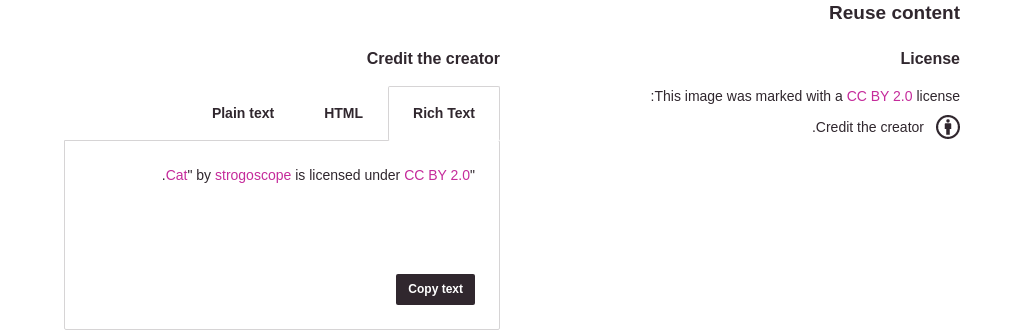 Reuse content
License
:This image was marked with a CC BY 2.0 license
.Credit the creator
Credit the creator
Plain text HTML Rich Text
.Cat" by strogoscope is licensed under CC BY 2.0"
Copy text